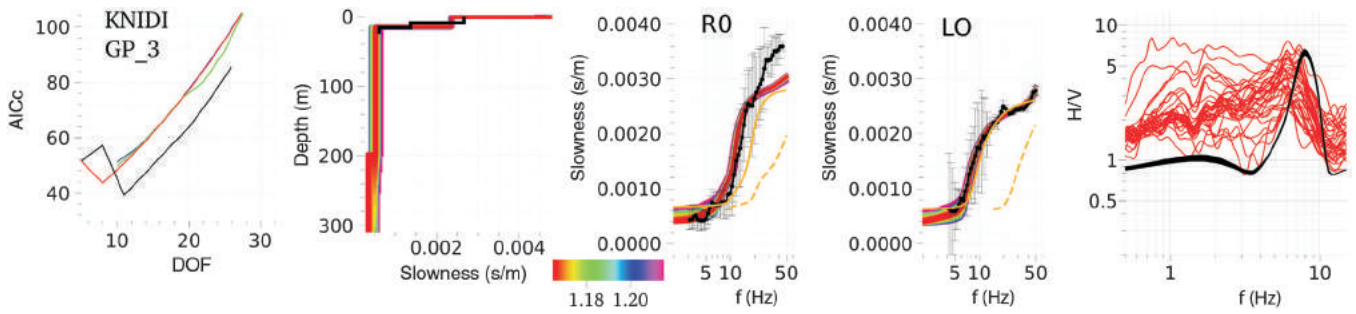 KNIDI
GP_3
AICc
100
80
60
40
10
20
30
DOF
Depth (m)
0
100
200
300
0.002
0.004
Slowness (s/m)
1.18
1.20
R0
Slowness (s/m)
0.0040
0.0030
0.0020
0.0010
0.0000
5
10
50
f (Hz)
LO
Slowness (s/m)
0.0040
0.0030
0.0020
0.0010
0.0000
5
10
50
f (Hz)
H/V
10
5
1
0.5
1
10
f (Hz)